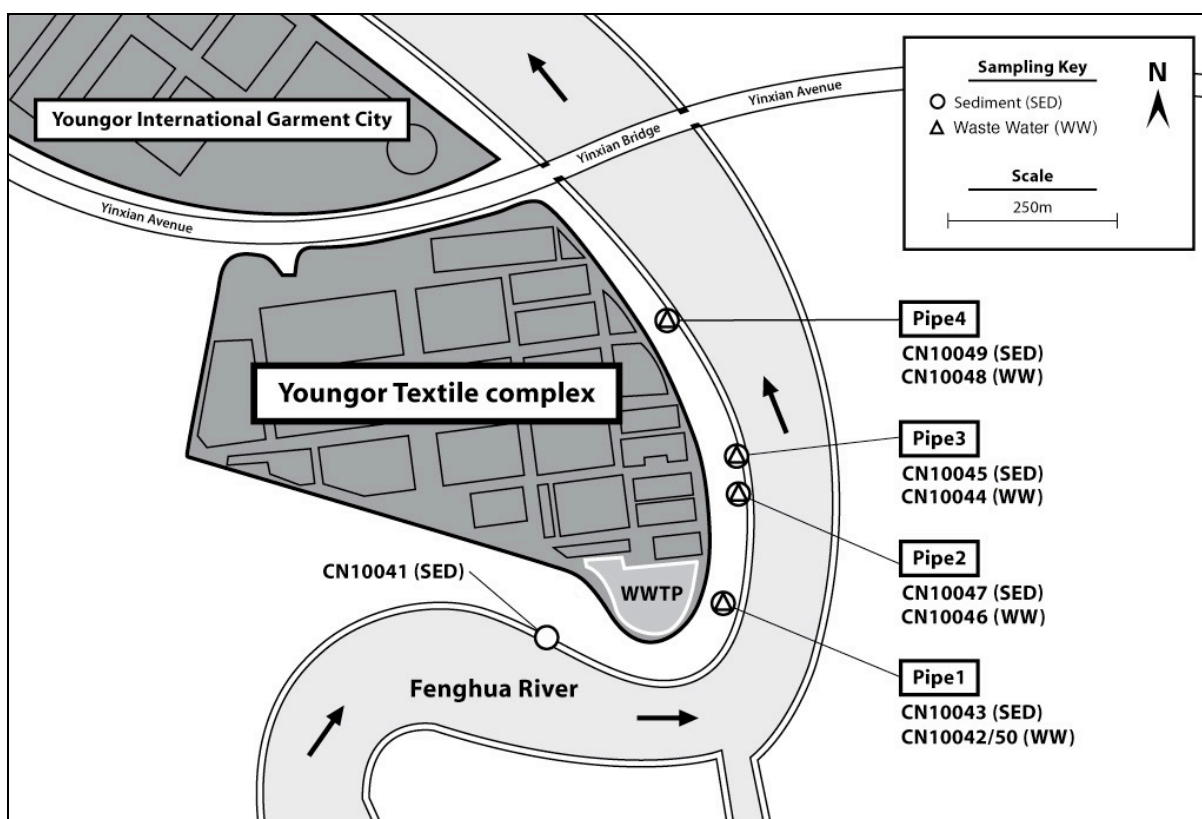 Youngor International Garment City
Yinxian Avenue
Yinxian Bridge
Yinxian Avenue
Sampling Key
N
Sediment (SED)
Waste Water (WW)
Scale
250m
Youngor Textile complex
Pipe4
CN10049 (SED)
CN10048 (WW)
Pipe3
CN10045 (SED)
CN10044 (WW)
Pipe2
CN10047 (SED)
CN10046 (WW)
CN10041 (SED)
WWTP
Pipe1
CN10043 (SED)
CN10042/50 (WW)
Fenghua River